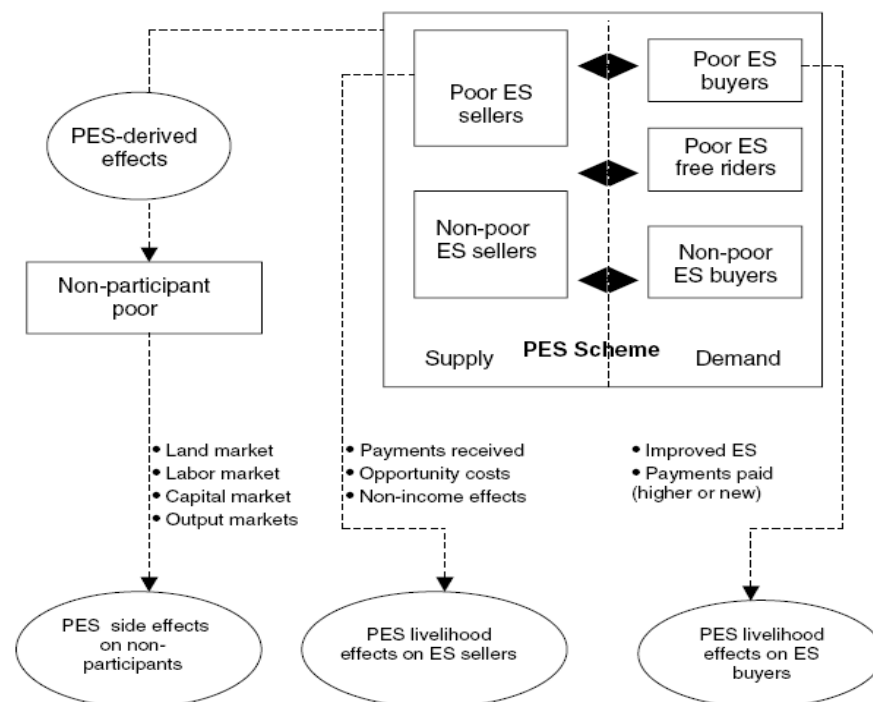 Poor ES
sellers
Poor ES
buyers
PES-derived
effects
Poor ES
free riders
Non-poor
ES sellers
Non-poor
ES buyers
Non-participant
poor
PES Scheme
Supply
Demand
• Land market
• Labor market
• Capital market
• Output markets
• Payments received
• Opportunity costs
• Non-income effects
• Improved ES
• Payments paid
(higher or new)
PES side effects
on non-
participants
PES livelihood
effects on ES sellers
PES livelihood
effects on ES
buyers